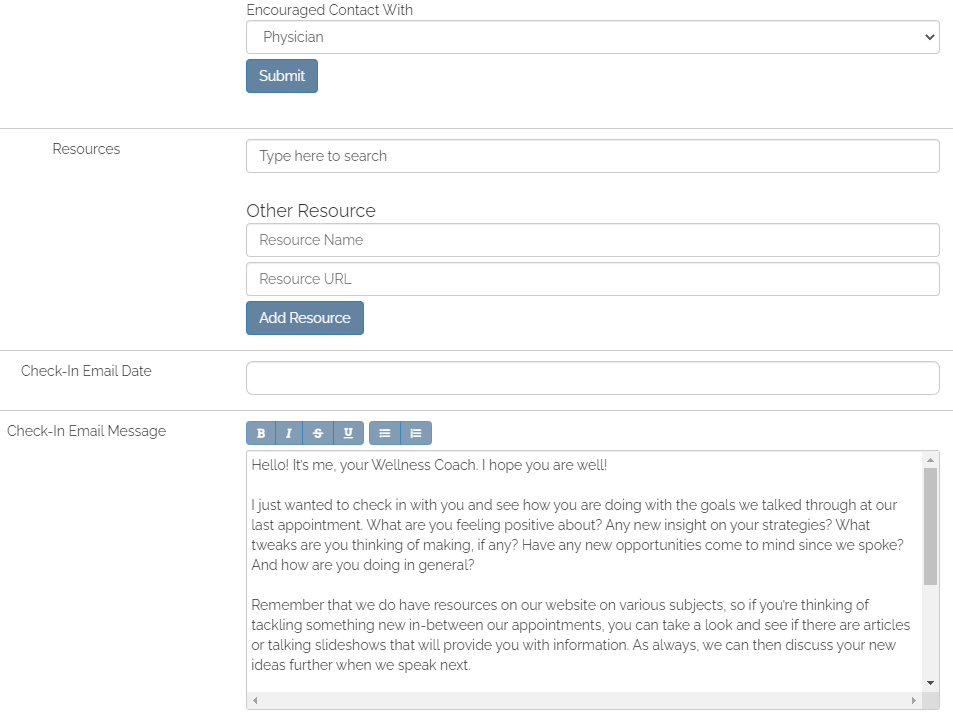 Encouraged Contact With
Physician
Submit
Resources
Type here to search
Other Resource
Resource Name
Resource URL
Add Resource
Check-In Email Date
Check-In Email Message
B I S U
Hello! It's me, your Wellness Coach. I hope you are well!
I just wanted to check in with you and see how you are doing with the goals we talked through at our
last appointment. What are you feeling positive about? Any new insight on your strategies? What
tweaks are you thinking of making, if any? Have any new opportunities come to mind since we spoke?
And how are you doing in general?
Remember that we do have resources on our website on various subjects, so if you're thinking of
tackling something new in-between our appointments, you can take a look and see if there are articles
or talking slideshows that will provide you with information. As always, we can then discuss your new
ideas further when we speak next.